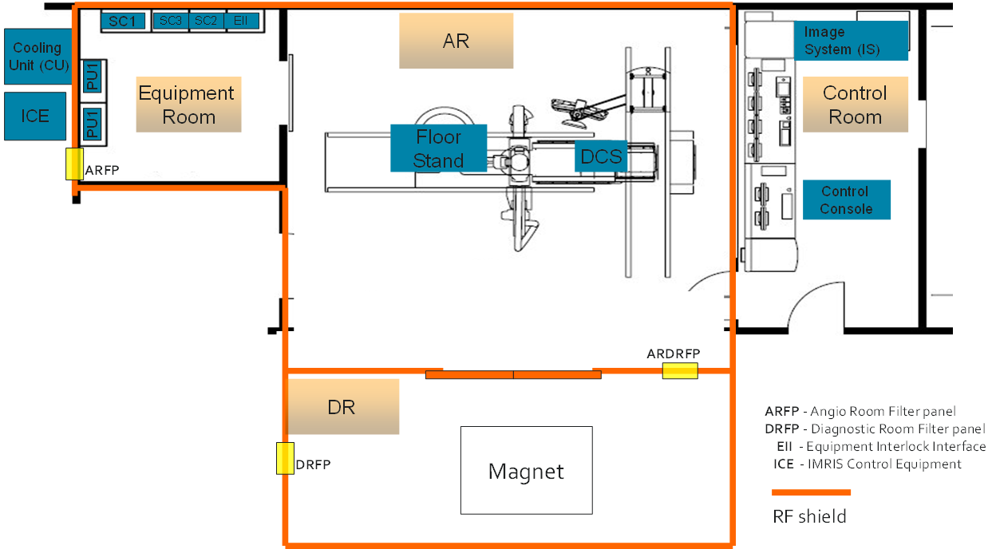 SC1
SC3
SC2
EII
AR
Image
System (IS)
Cooling
Unit (CU)
PU1
Equipment
Room
Control
Room
ICE
PU1
Floor
Stand
DCS
ARFP
Control
Console
ARDRFP
DR
DRFP
Magnet
ARFP - Angio Room Filter panel
DRFP - Diagnostic Room Filter panel
EII - Equipment Interlock Interface
ICE - IMRIS Control Equipment
RF shield